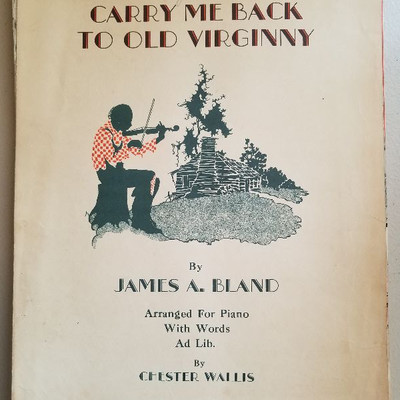 CARRY ME BACK
TO OLD VIRGINNY
By
JAMES A. BLAND
Arranged For Piano
With Words
Ad Lib.
By
CHESTER WALLIS